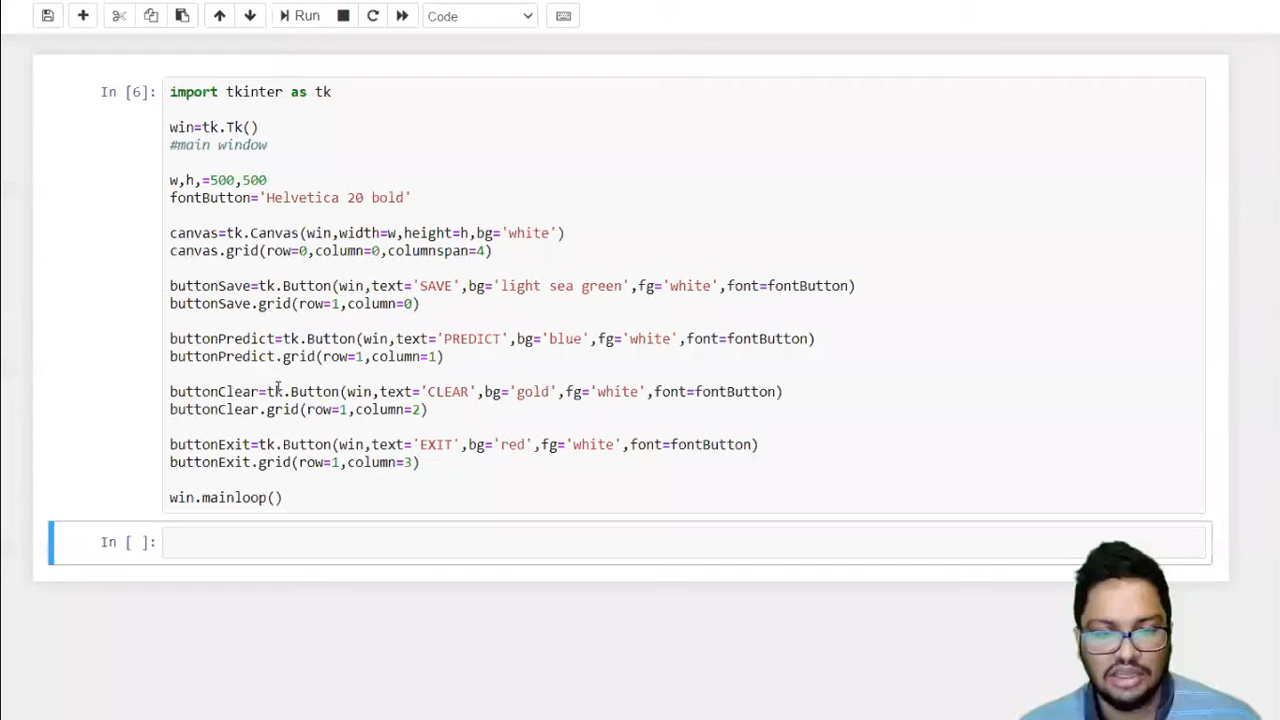 Run
Code
In [6]:
import tkinter as tk
win=tk.Tk()
#main window
w,h,=500,500
fontButton='Helvetica 20 bold'
canvas=tk.Canvas(win,width=w,height=h,bg='white')
canvas.grid(row=0,column=0,columnspan=4)
buttonSave=tk.Button(win,text='SAVE',bg='light sea green',fg='white',font=fontButton)
buttonSave.grid(row=1,column=0)
buttonPredict=tk.Button(win,text='PREDICT',bg='blue',fg='white',font=fontButton)
buttonPredict.grid(row=1,column=1)
buttonClear=tk.Button(win,text='CLEAR',bg='gold',fg='white',font=fontButton)
buttonClear.grid(row=1,column=2)
buttonExit=tk.Button(win,text='EXIT',bg='red',fg='white',font=fontButton)
buttonExit.grid(row=1,column=3)
win.mainloop()
In [ ]: